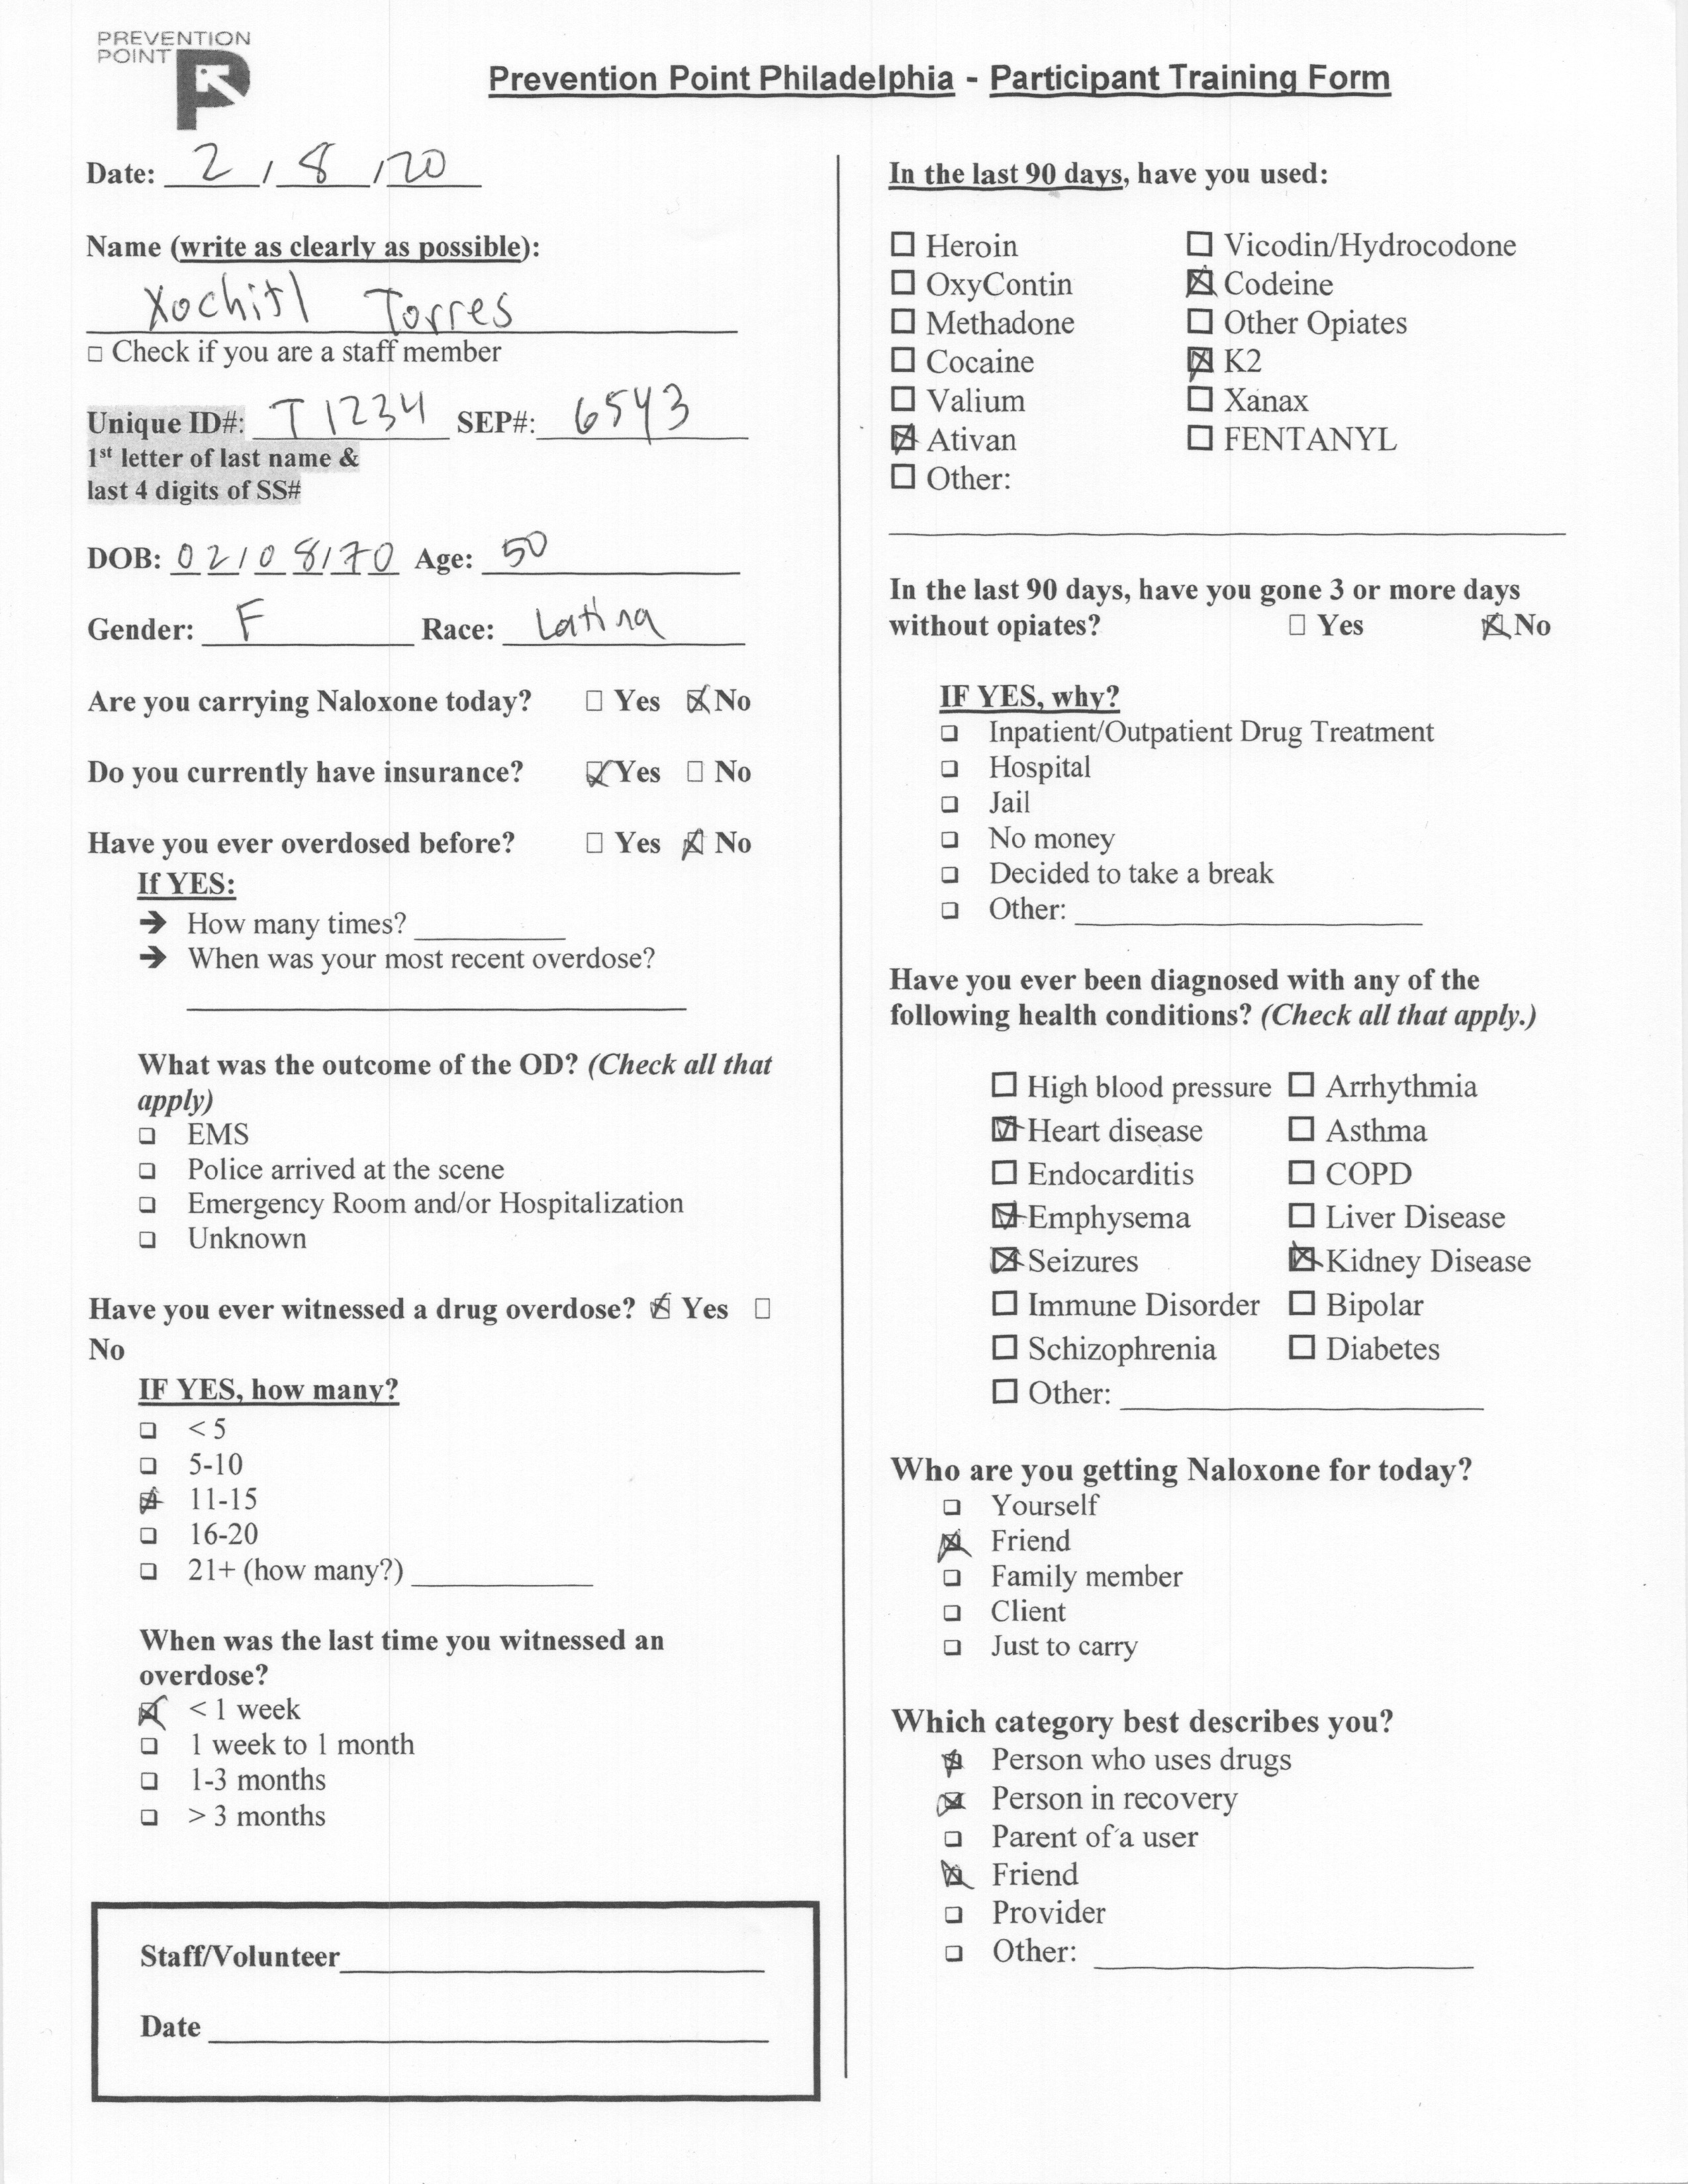 PREVENTION
POINT
Prevention Point Philadelphia - Participant Training Form
Date: 2 / 8 / 20
Name (write as clearly as possible):
Xochitl Torres
☐ Check if you are a staff member
Unique ID#: T1234 SEP#: 6543
1st letter of last name &
last 4 digits of SS#
DOB: 02/08/70 Age: 50
Gender: F Race: Latina
Are you carrying Naloxone today? ☐ Yes ☒ No
Do you currently have insurance? ☒ Yes ☐ No
Have you ever overdosed before? ☐ Yes ☒ No
If YES:
➔ How many times?
➔ When was your most recent overdose?
What was the outcome of the OD? (Check all that
apply)
☐ EMS
☐ Police arrived at the scene
☐ Emergency Room and/or Hospitalization
☐ Unknown
Have you ever witnessed a drug overdose? ☒ Yes ☐
No
IF YES, how many?
☐ < 5
☐ 5-10
☒ 11-15
☐ 16-20
☐ 21+ (how many?)
When was the last time you witnessed an
overdose?
☒ < 1 week
☐ 1 week to 1 month
☐ 1-3 months
☐ > 3 months
Staff/Volunteer
Date
In the last 90 days, have you used:
☐ Heroin ☐ Vicodin/Hydrocodone
☐ OxyContin ☒ Codeine
☐ Methadone ☐ Other Opiates
☐ Cocaine ☒ K2
☐ Valium ☐ Xanax
☒ Ativan ☐ FENTANYL
☐ Other:
In the last 90 days, have you gone 3 or more days
without opiates? ☐ Yes ☒ No
IF YES, why?
☐ Inpatient/Outpatient Drug Treatment
☐ Hospital
☐ Jail
☐ No money
☐ Decided to take a break
☐ Other:
Have you ever been diagnosed with any of the
following health conditions? (Check all that apply.)
☐ High blood pressure ☐ Arrhythmia
☒ Heart disease ☐ Asthma
☐ Endocarditis ☐ COPD
☒ Emphysema ☐ Liver Disease
☒ Seizures ☒ Kidney Disease
☐ Immune Disorder ☐ Bipolar
☐ Schizophrenia ☐ Diabetes
☐ Other:
Who are you getting Naloxone for today?
☐ Yourself
☒ Friend
☐ Family member
☐ Client
☐ Just to carry
Which category best describes you?
☒ Person who uses drugs
☒ Person in recovery
☐ Parent of a user
☒ Friend
☐ Provider
☐ Other: